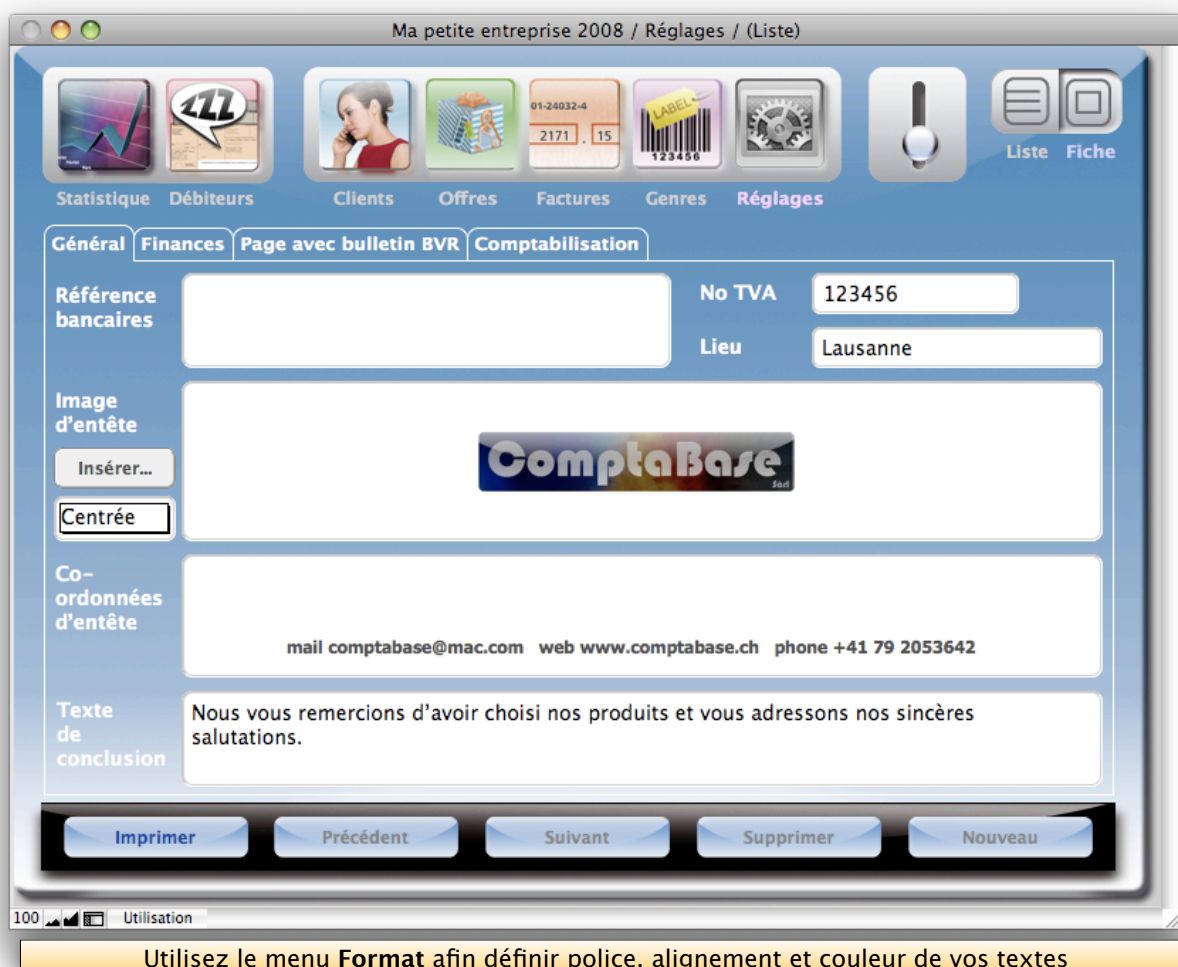 Ma petite entreprise 2008 / Réglages / (Liste)
01-24032-4
2171 . 15
LABEL
123456
zzz
Statistique Débiteurs Clients Offres Factures Genres Réglages Liste Fiche
Général Finances Page avec bulletin BVR Comptabilisation
Référence
bancaires
No TVA 123456
Lieu Lausanne
Image
d'entête
Insérer...
Centrée
ComptaBase
Sàrl
Co-
ordonnées
d'entête
mail comptabase@mac.com web www.comptabase.ch phone +41 79 2053642
Texte
de
conclusion
Nous vous remercions d'avoir choisi nos produits et vous adressons nos sincères
salutations.
Imprimer Précédent Suivant Supprimer Nouveau
100 Utilisation
Utilisez le menu Format afin définir police, alignement et couleur de vos textes